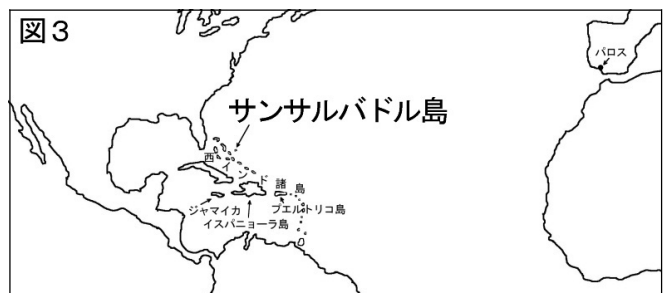 図3
パロス
サンサルバドル島
西インド諸島
ジャマイカ
プエルトリコ島
イスパニョーラ島